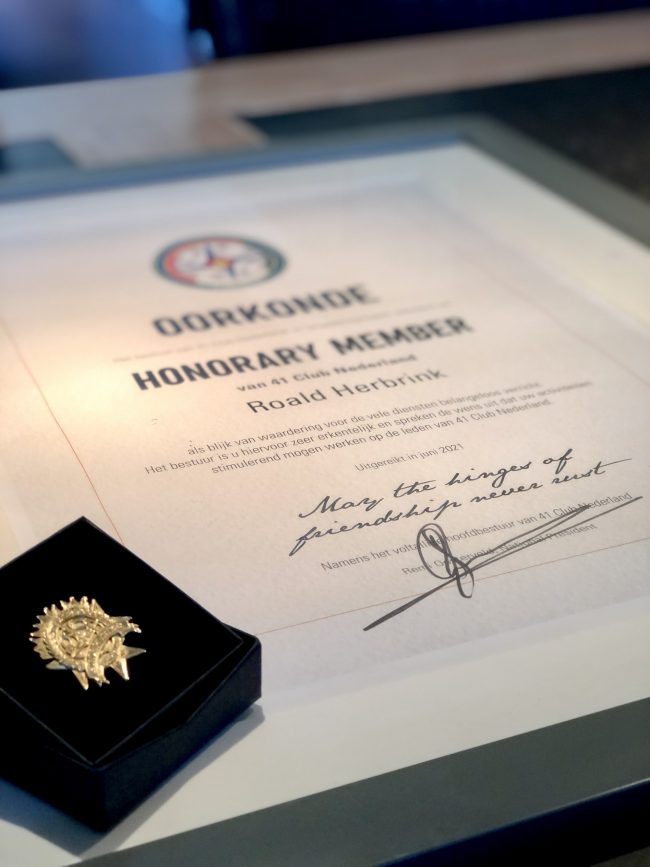 OORKONDE
HONORARY MEMBER
van 41 Club Nederland
Roald Herbrink
als blijk van waardering voor de vele diensten belangeloos verricht.
Het bestuur is u hiervoor zeer erkentelijk en spreken de wens uit dat uw activiteiten
stimulerend mogen werken op de leden van 41 Club Nederland.
Uitgereikt in juni 2021
May the hinges of
friendship never rust
Namens het voltallige hoofdbestuur van 41 Club Nederland
National President